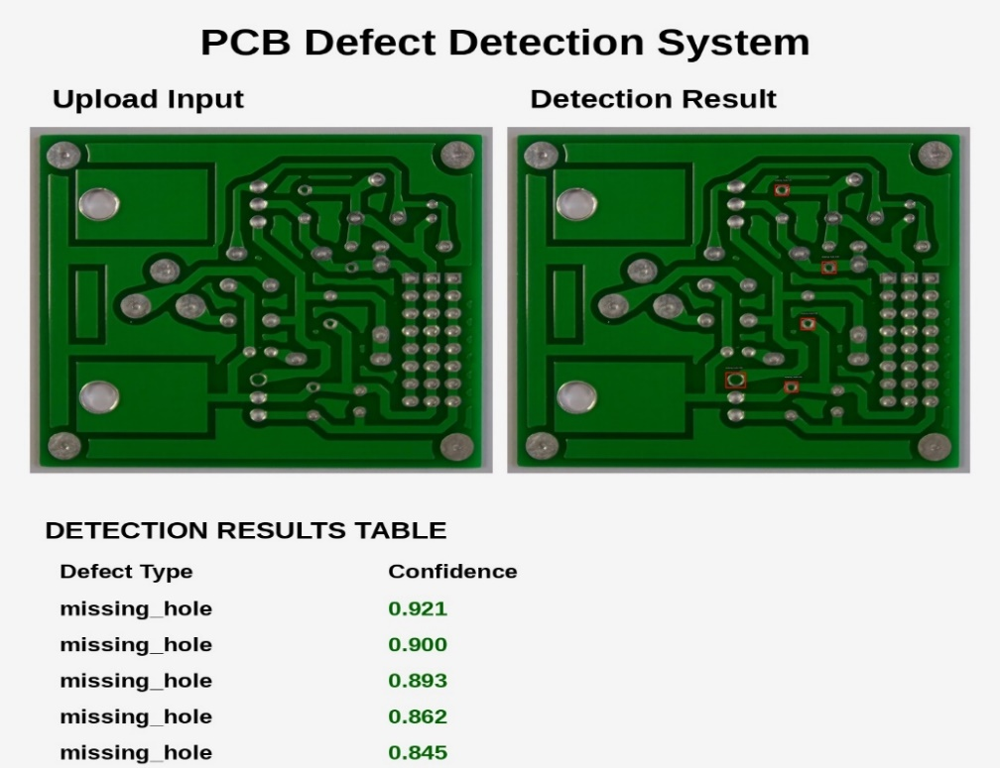 PCB Defect Detection System
Upload Input
Detection Result
DETECTION RESULTS TABLE
Defect Type Confidence
missing_hole 0.921
missing_hole 0.900
missing_hole 0.893
missing_hole 0.862
missing_hole 0.845